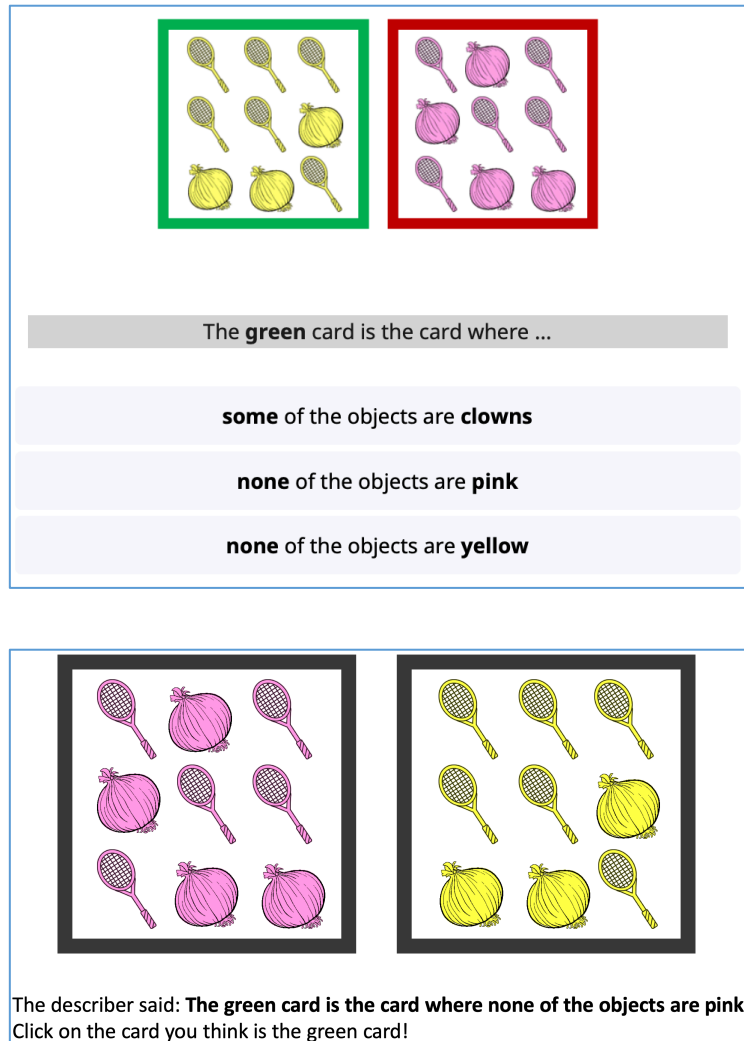 The green card is the card where ...
some of the objects are clowns
none of the objects are pink
none of the objects are yellow
The describer said: The green card is the card where none of the objects are pink
Click on the card you think is the green card!